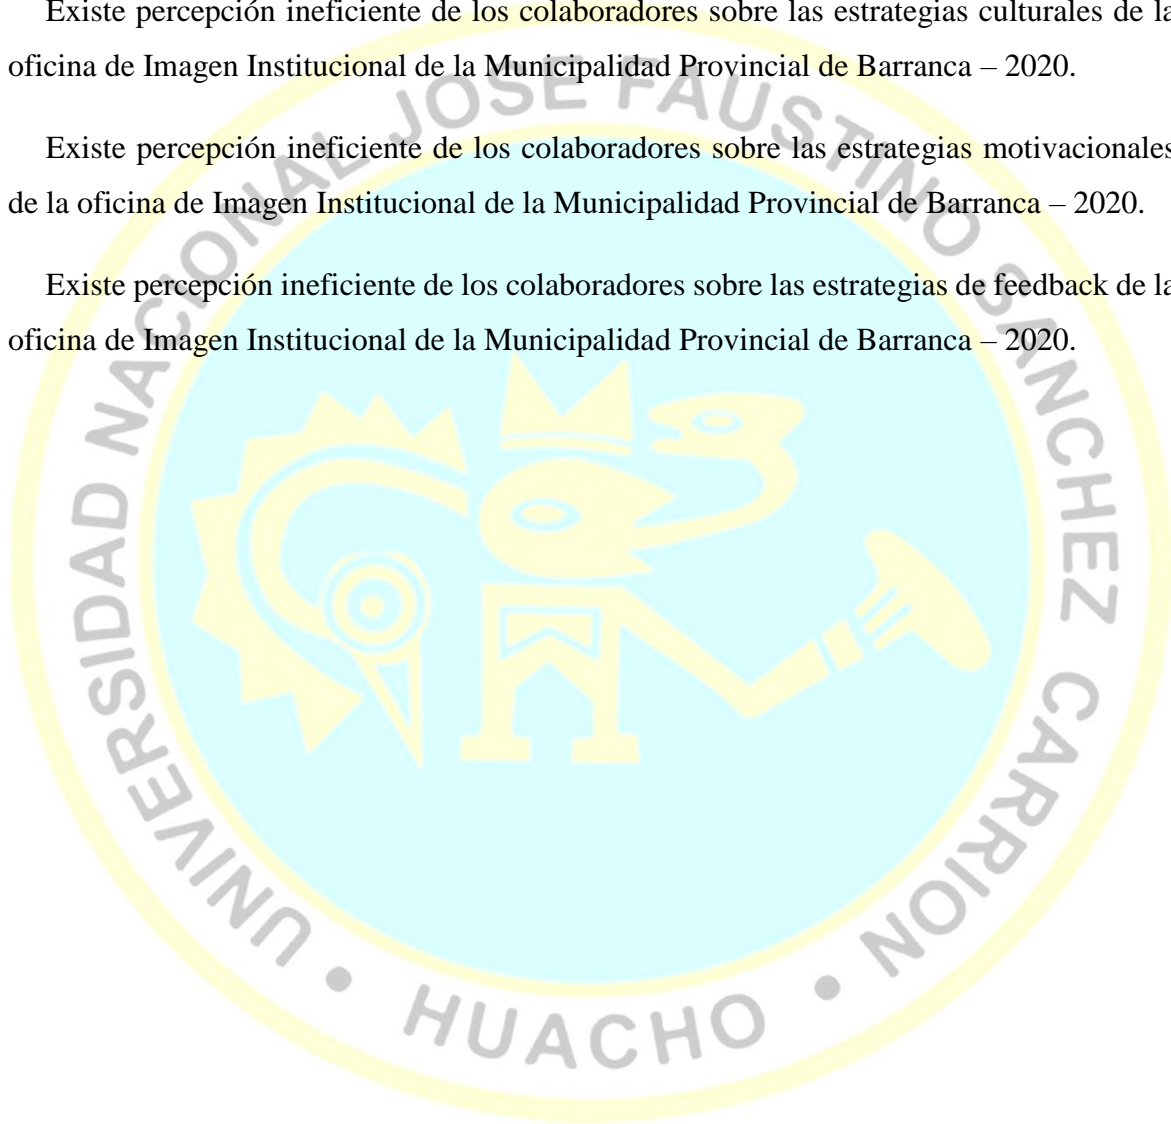 Existe percepción ineficiente de los colaboradores sobre las estrategias culturales de la
oficina de Imagen Institucional de la Municipalidad Provincial de Barranca – 2020.
Existe percepción ineficiente de los colaboradores sobre las estrategias motivacionales
de la oficina de Imagen Institucional de la Municipalidad Provincial de Barranca – 2020.
Existe percepción ineficiente de los colaboradores sobre las estrategias de feedback de la
oficina de Imagen Institucional de la Municipalidad Provincial de Barranca – 2020.
UNIVERSIDAD NACIONAL JOSE FAUSTINO SANCHEZ CARRION
• HUACHO •